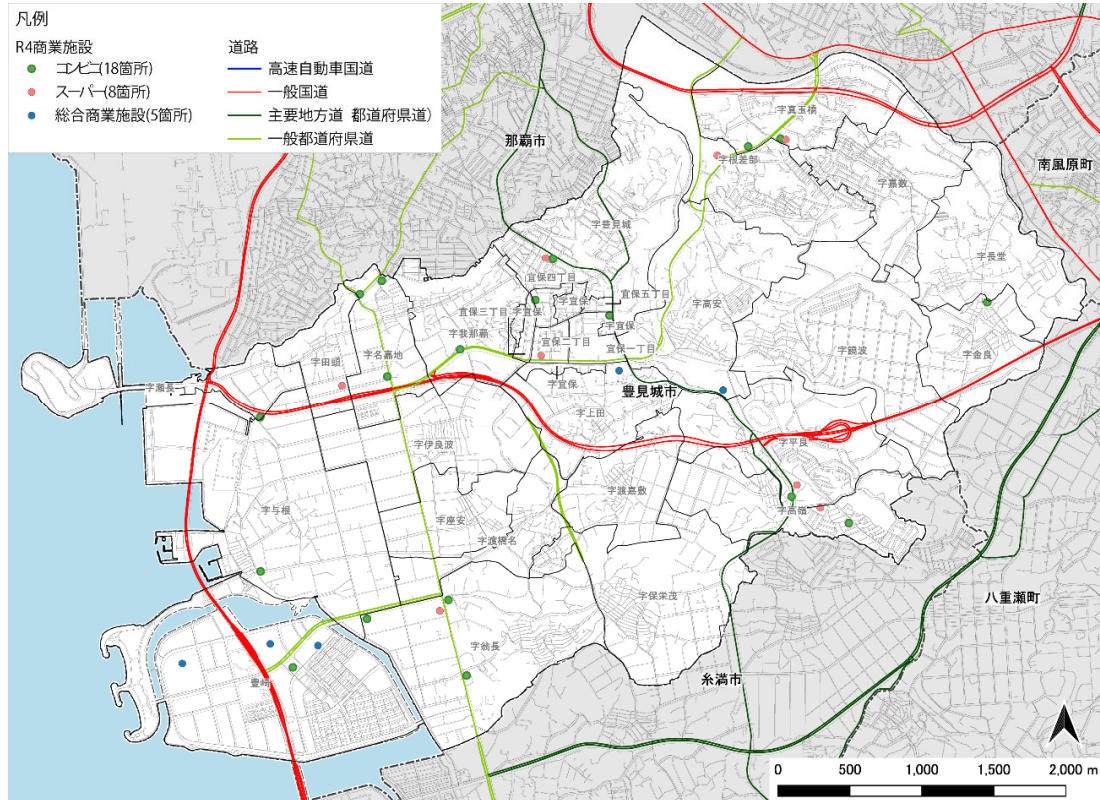 凡例
R4商業施設
コンビニ(18箇所)
スーパー(8箇所)
総合商業施設(5箇所)
道路
高速自動車国道
一般国道
主要地方道 都道府県道)
一般都道府県道
那覇市
南風原町
字真玉橋
字根差部
字嘉数
字長堂
字豊見城
宜保四丁目
宜保五丁目
字高安
宜保三丁目
字宜保
字宜保
字宜保
字我那覇
宜保二丁目
宜保一丁目
字饒波
字金良
字田頭
字名嘉地
字瀬長
字宜保
豊見城市
字上田
字伊良波
字平良
字渡嘉敷
字高嶺
字与根
字座安
字渡橋名
字保栄茂
八重瀬町
字翁長
糸満市
豊崎
0 500 1,000 1,500 2,000 m